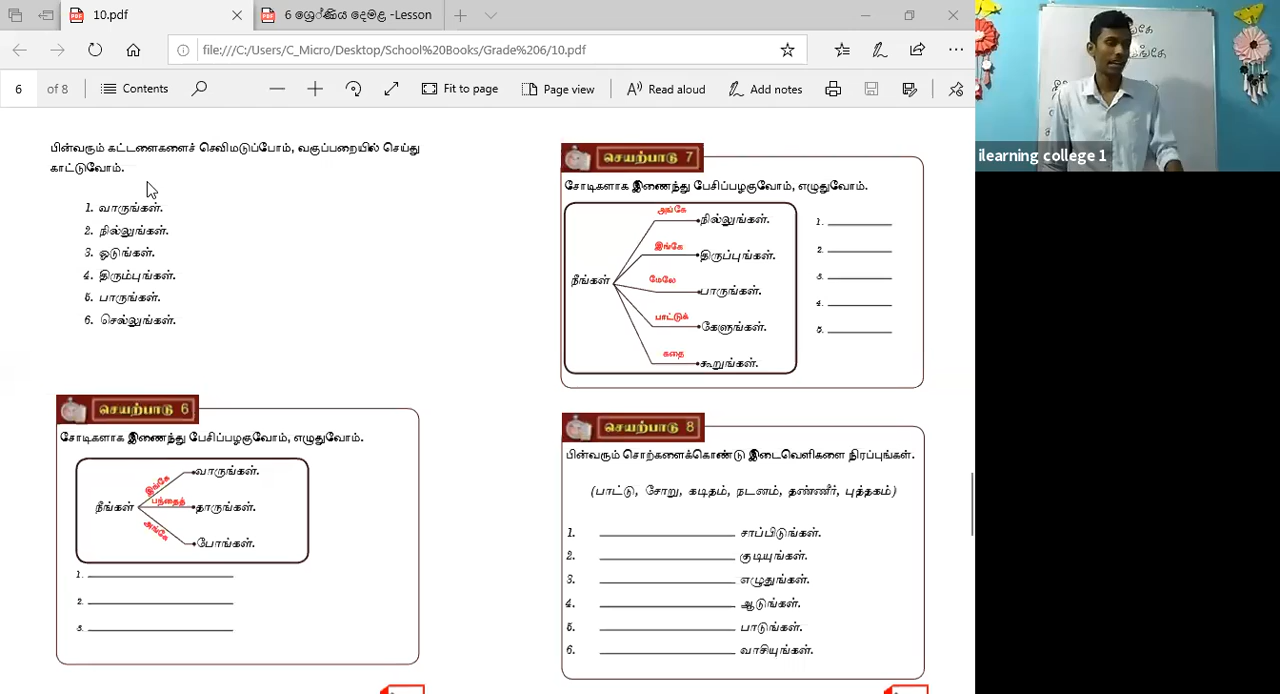 10.pdf
6 ශ්‍රේණිය දෙමළ -Lesson
file:///C:/Users/C_Micro/Desktop/School%20Books/Grade%206/10.pdf
6 of 8
Contents
Fit to page
Page view
Read aloud
Add notes
பின்வரும் கட்டளைகளைச் செவிமடுப்போம், வகுப்பறையில் செய்து
காட்டுவோம்.
1. வாருங்கள்.
2. நில்லுங்கள்.
3. ஓடுங்கள்.
4. திரும்புங்கள்.
5. பாருங்கள்.
6. செல்லுங்கள்.
செயற்பாடு 6
சோடிகளாக இணைந்து பேசிப்பழகுவோம், எழுதுவோம்.
நீங்கள்
இங்கே வாருங்கள்.
பந்தைத் தாருங்கள்.
அங்கே போங்கள்.
1.
2.
3.
செயற்பாடு 7
சோடிகளாக இணைந்து பேசிப்பழகுவோம், எழுதுவோம்.
நீங்கள்
அங்கே நில்லுங்கள்.
இங்கே திருப்புங்கள்.
மேலே பாருங்கள்.
பாட்டுக் கேளுங்கள்.
கதை கூறுங்கள்.
1.
2.
3.
4.
5.
செயற்பாடு 8
பின்வரும் சொற்களைக்கொண்டு இடைவெளிகளை நிரப்புங்கள்.
(பாட்டு, சோறு, கடிதம், நடனம், தண்ணீர், புத்தகம்)
1. சாப்பிடுங்கள்.
2. குடியுங்கள்.
3. எழுதுங்கள்.
4. ஆடுங்கள்.
5. பாடுங்கள்.
6. வாசியுங்கள்.
ilearning college 1